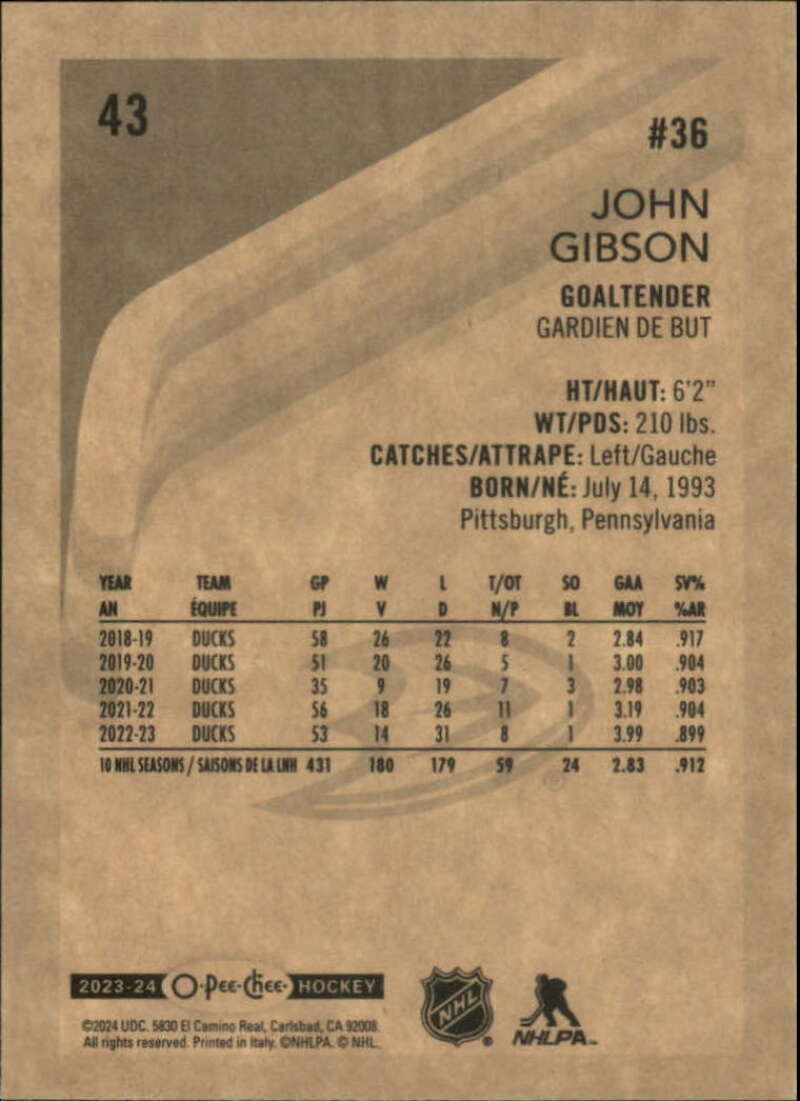 43
#36
JOHN
GIBSON
GOALTENDER
GARDIEN DE BUT
HT/HAUT: 6'2"
WT/PDS: 210 lbs.
CATCHES/ATTRAPE: Left/Gauche
BORN/NÉ: July 14, 1993
Pittsburgh, Pennsylvania
YEAR TEAM GP W L T/OT SO GAA SV%
AN ÉQUIPE PJ V D N/P BL MOY %AR
2018-19 DUCKS 58 26 22 8 2 2.84 .917
2019-20 DUCKS 51 20 26 5 1 3.00 .904
2020-21 DUCKS 35 9 19 7 3 2.98 .903
2021-22 DUCKS 56 18 26 11 1 3.19 .904
2022-23 DUCKS 53 14 31 8 1 3.99 .899
10 NHL SEASONS / SAISONS DE LA LNH 431 180 179 59 24 2.83 .912
2023-24 O-Pee-Chee HOCKEY
©2024 UDC. 5830 El Camino Real, Carlsbad, CA 92008.
All rights reserved. Printed in Italy. ©NHLPA. © NHL.
NHL
NHLPA